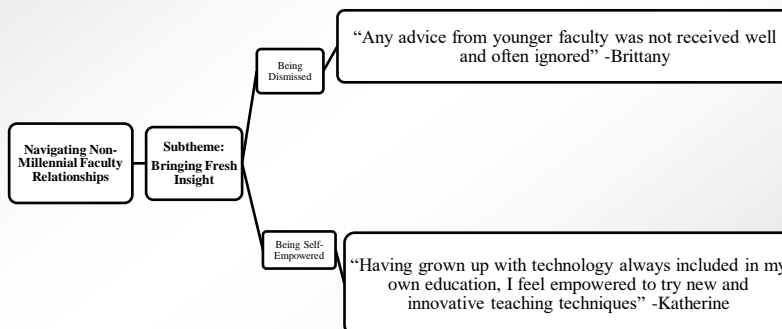 Navigating Non-
Millennial Faculty
Relationships
Subtheme:
Bringing Fresh
Insight
Being
Dismissed
“Any advice from younger faculty was not received well
and often ignored” -Brittany
Being Self-
Empowered
“Having grown up with technology always included in my
own education, I feel empowered to try new and
innovative teaching techniques” -Katherine